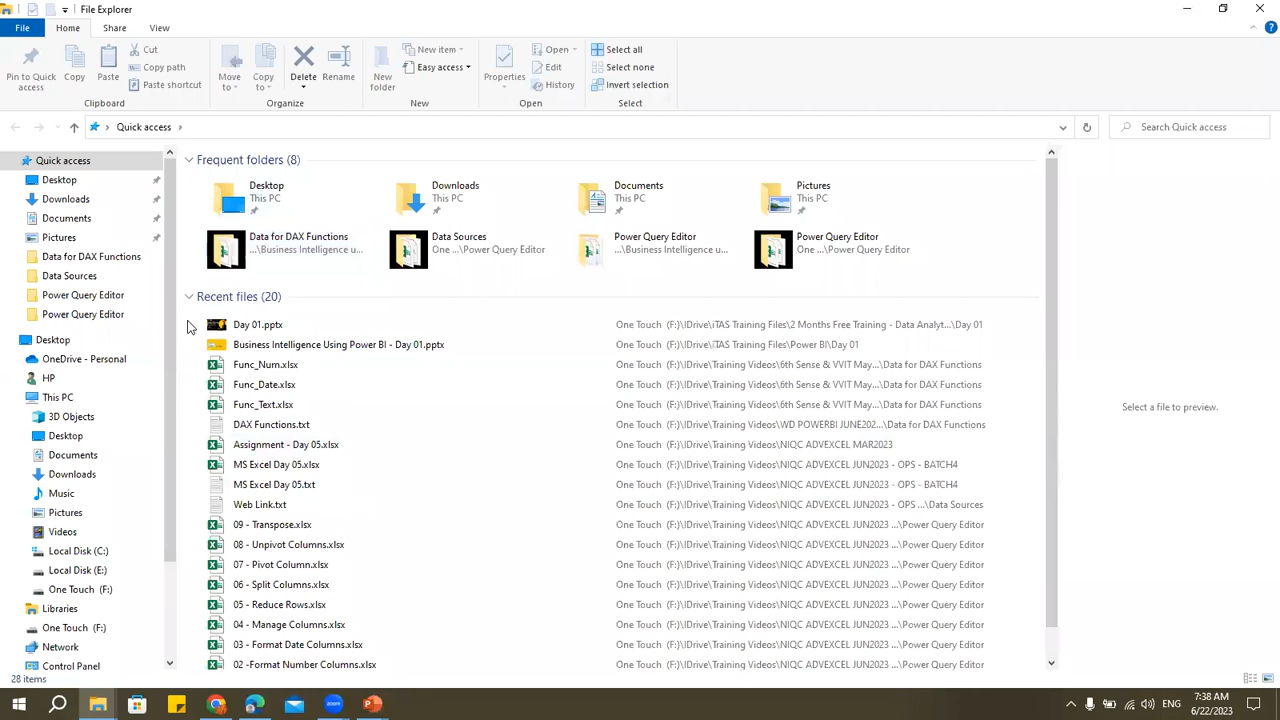 File Explorer
File Home Share View
Pin to Quick access
Copy
Paste
Cut
Copy path
Paste shortcut
Clipboard
Move to
Copy to
Delete
Rename
Organize
New folder
New item
Easy access
New
Properties
Open
Edit
History
Open
Select all
Select none
Invert selection
Select
Quick access
Search Quick access
Quick access
Desktop
Downloads
Documents
Pictures
Data for DAX Functions
Data Sources
Power Query Editor
Power Query Editor
Desktop
OneDrive - Personal
HP
This PC
3D Objects
Desktop
Documents
Downloads
Music
Pictures
Videos
Local Disk (C:)
Local Disk (E:)
One Touch (F:)
Libraries
One Touch (F:)
Network
Control Panel
Frequent folders (8)
Desktop
This PC
Downloads
This PC
Documents
This PC
Pictures
This PC
Data for DAX Functions
...\Business Intelligence u...
Data Sources
One ...\Power Query Editor
Power Query Editor
...\Business Intelligence u...
Power Query Editor
One ...\Power Query Editor
Recent files (20)
Day 01.pptx One Touch (F:)\IDrive\iTAS Training Files\2 Months Free Training - Data Analyt...\Day 01
Business Intelligence Using Power BI - Day 01.pptx One Touch (F:)\IDrive\iTAS Training Files\Power BI\Day 01
Func_Num.xlsx One Touch (F:)\IDrive\Training Videos\6th Sense & VVIT May...\Data for DAX Functions
Func_Date.xlsx One Touch (F:)\IDrive\Training Videos\6th Sense & VVIT May...\Data for DAX Functions
Func_Text.xlsx One Touch (F:)\IDrive\Training Videos\6th Sense & VVIT May...\Data for DAX Functions
DAX Functions.txt One Touch (F:)\IDrive\Training Videos\WD POWERBI JUNE202...\Data for DAX Functions
Assignment - Day 05.xlsx One Touch (F:)\IDrive\Training Videos\NIQC ADVEXCEL MAR2023
MS Excel Day 05.xlsx One Touch (F:)\IDrive\Training Videos\NIQC ADVEXCEL JUN2023 - OPS - BATCH4
MS Excel Day 05.txt One Touch (F:)\IDrive\Training Videos\NIQC ADVEXCEL JUN2023 - OPS - BATCH4
Web Link.txt One Touch (F:)\IDrive\Training Videos\NIQC ADVEXCEL JUN2023 - OPS ...\Data Sources
09 - Transpose.xlsx One Touch (F:)\IDrive\Training Videos\NIQC ADVEXCEL JUN2023 ...\Power Query Editor
08 - Unpivot Columns.xlsx One Touch (F:)\IDrive\Training Videos\NIQC ADVEXCEL JUN2023 ...\Power Query Editor
07 - Pivot Column.xlsx One Touch (F:)\IDrive\Training Videos\NIQC ADVEXCEL JUN2023 ...\Power Query Editor
06 - Split Columns.xlsx One Touch (F:)\IDrive\Training Videos\NIQC ADVEXCEL JUN2023 ...\Power Query Editor
05 - Reduce Rows.xlsx One Touch (F:)\IDrive\Training Videos\NIQC ADVEXCEL JUN2023 ...\Power Query Editor
04 - Manage Columns.xlsx One Touch (F:)\IDrive\Training Videos\NIQC ADVEXCEL JUN2023 ...\Power Query Editor
03 - Format Date Columns.xlsx One Touch (F:)\IDrive\Training Videos\NIQC ADVEXCEL JUN2023 ...\Power Query Editor
02 -Format Number Columns.xlsx One Touch (F:)\IDrive\Training Videos\NIQC ADVEXCEL JUN2023 ...\Power Query Editor
Select a file to preview.
28 items
zoom
ENG
7:38 AM
6/22/2023